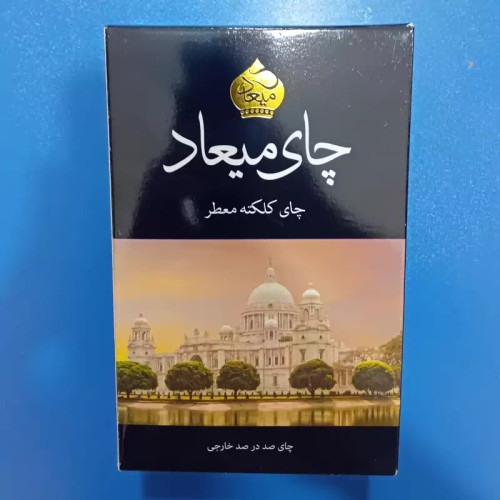 میعاد
چای میعاد
چای کلکته معطر
چای صد در صد خارجی